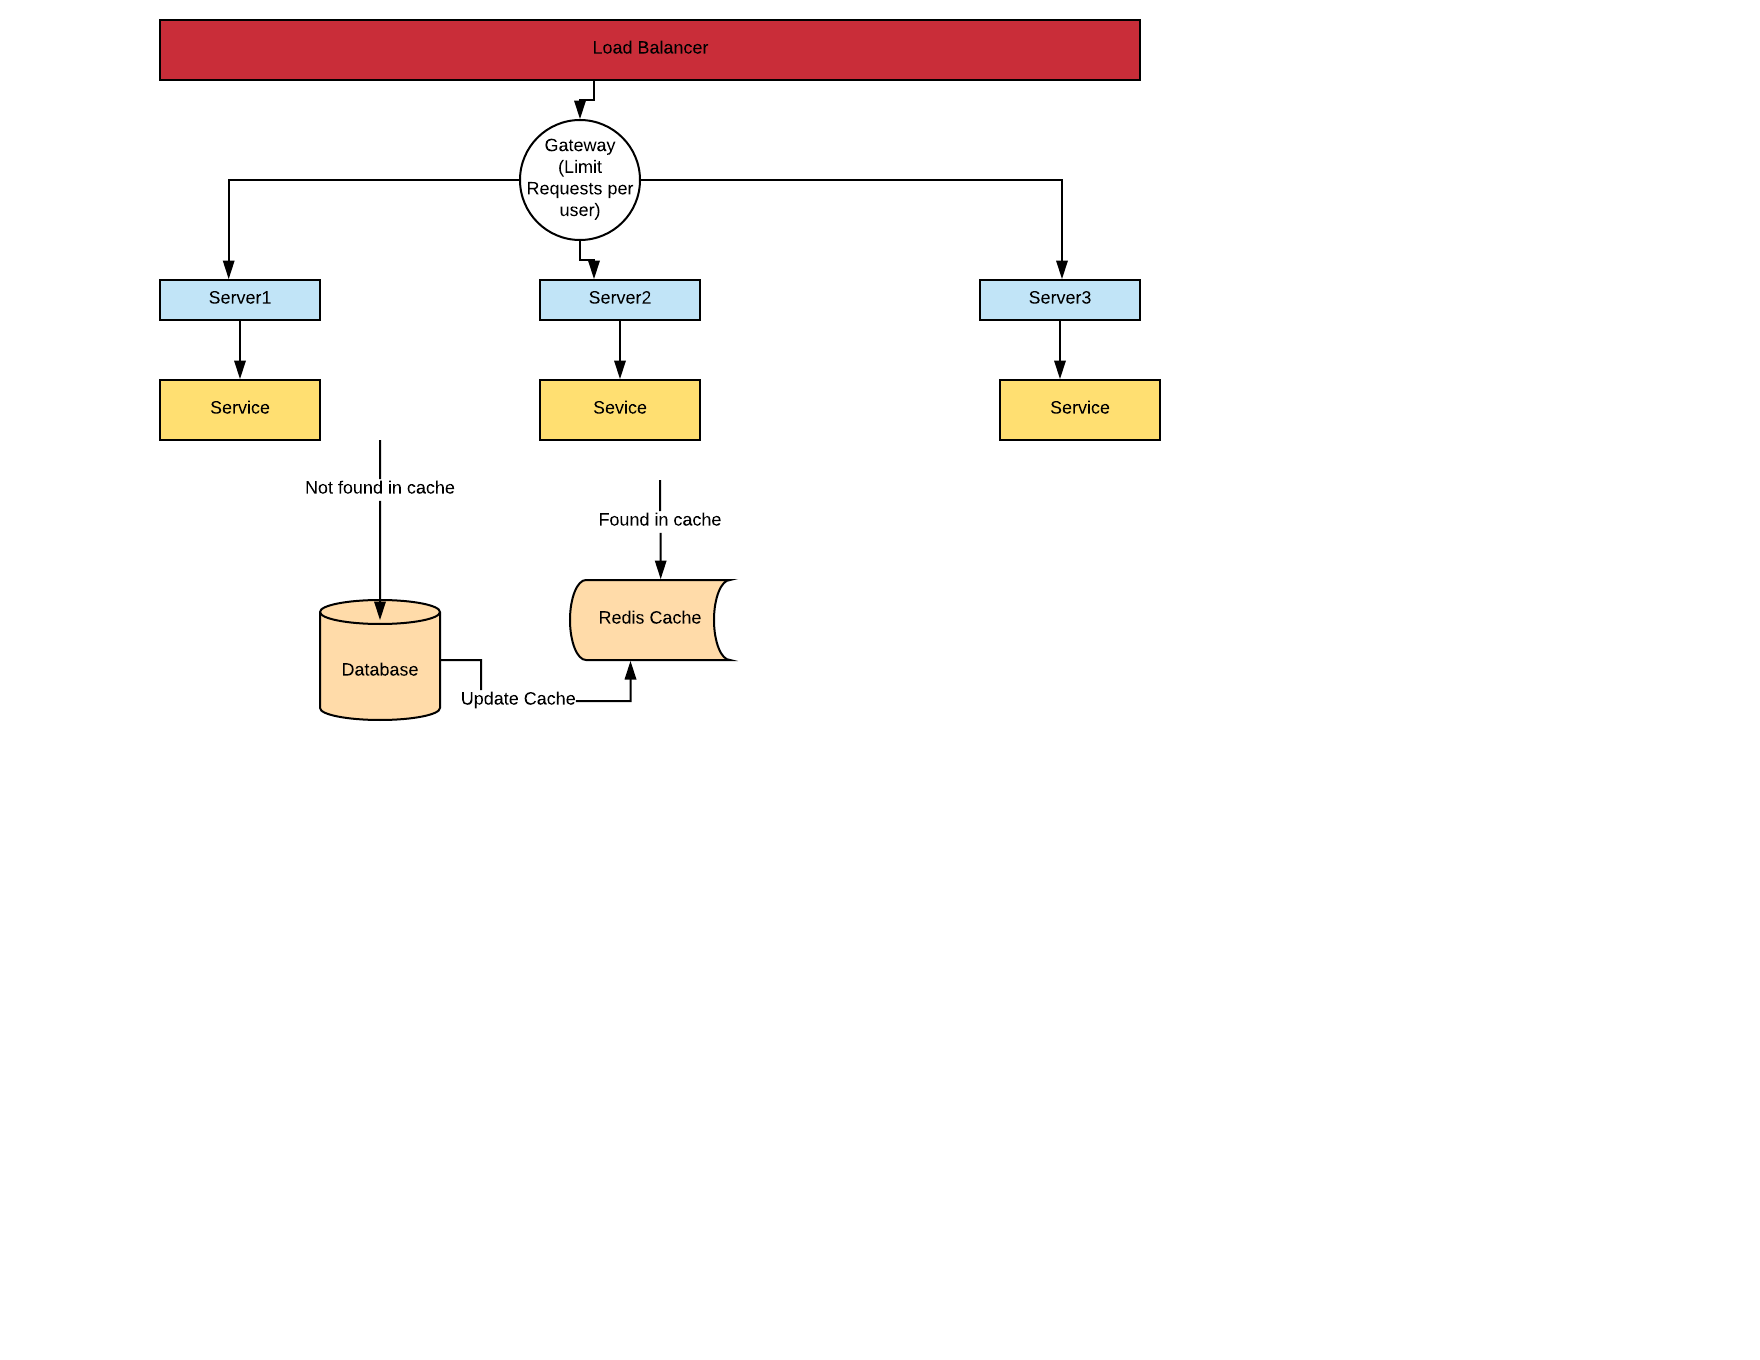 Load Balancer
Gateway
(Limit
Requests per
user)
Server1
Server2
Server3
Service
Sevice
Service
Not found in cache
Found in cache
Redis Cache
Database
Update Cache